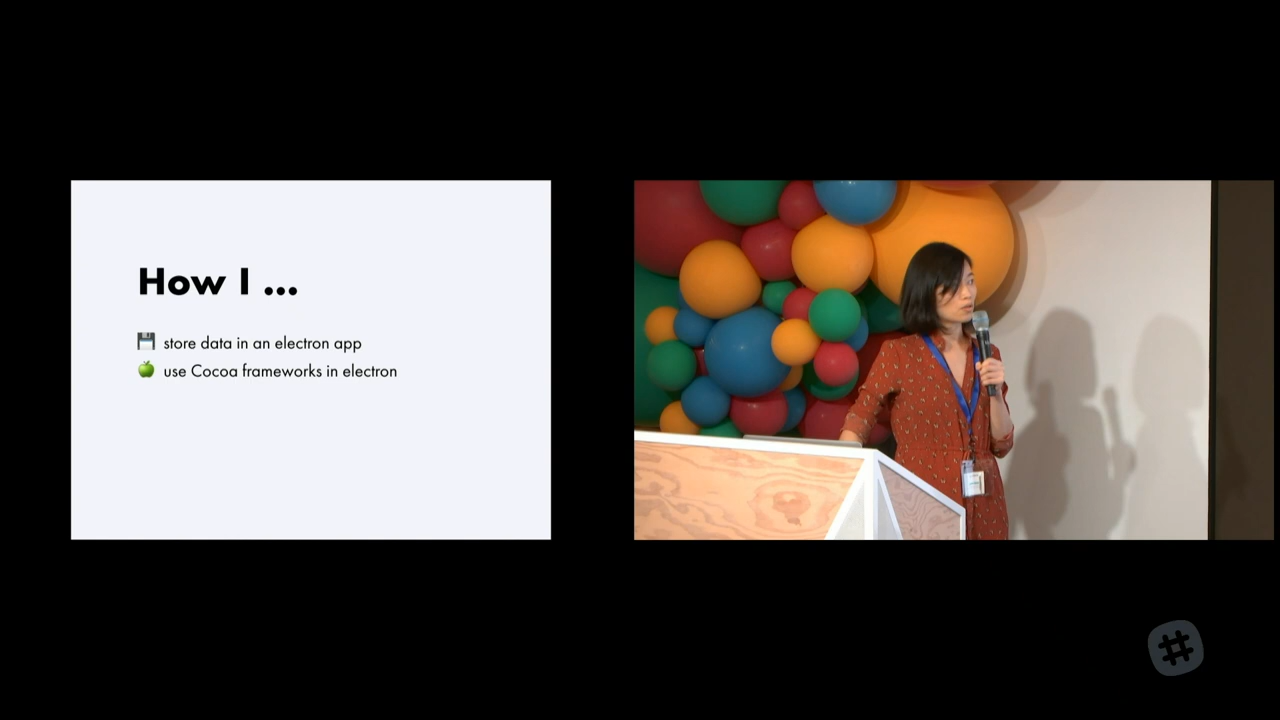 How I ...
💾 store data in an electron app
🍏 use Cocoa frameworks in electron